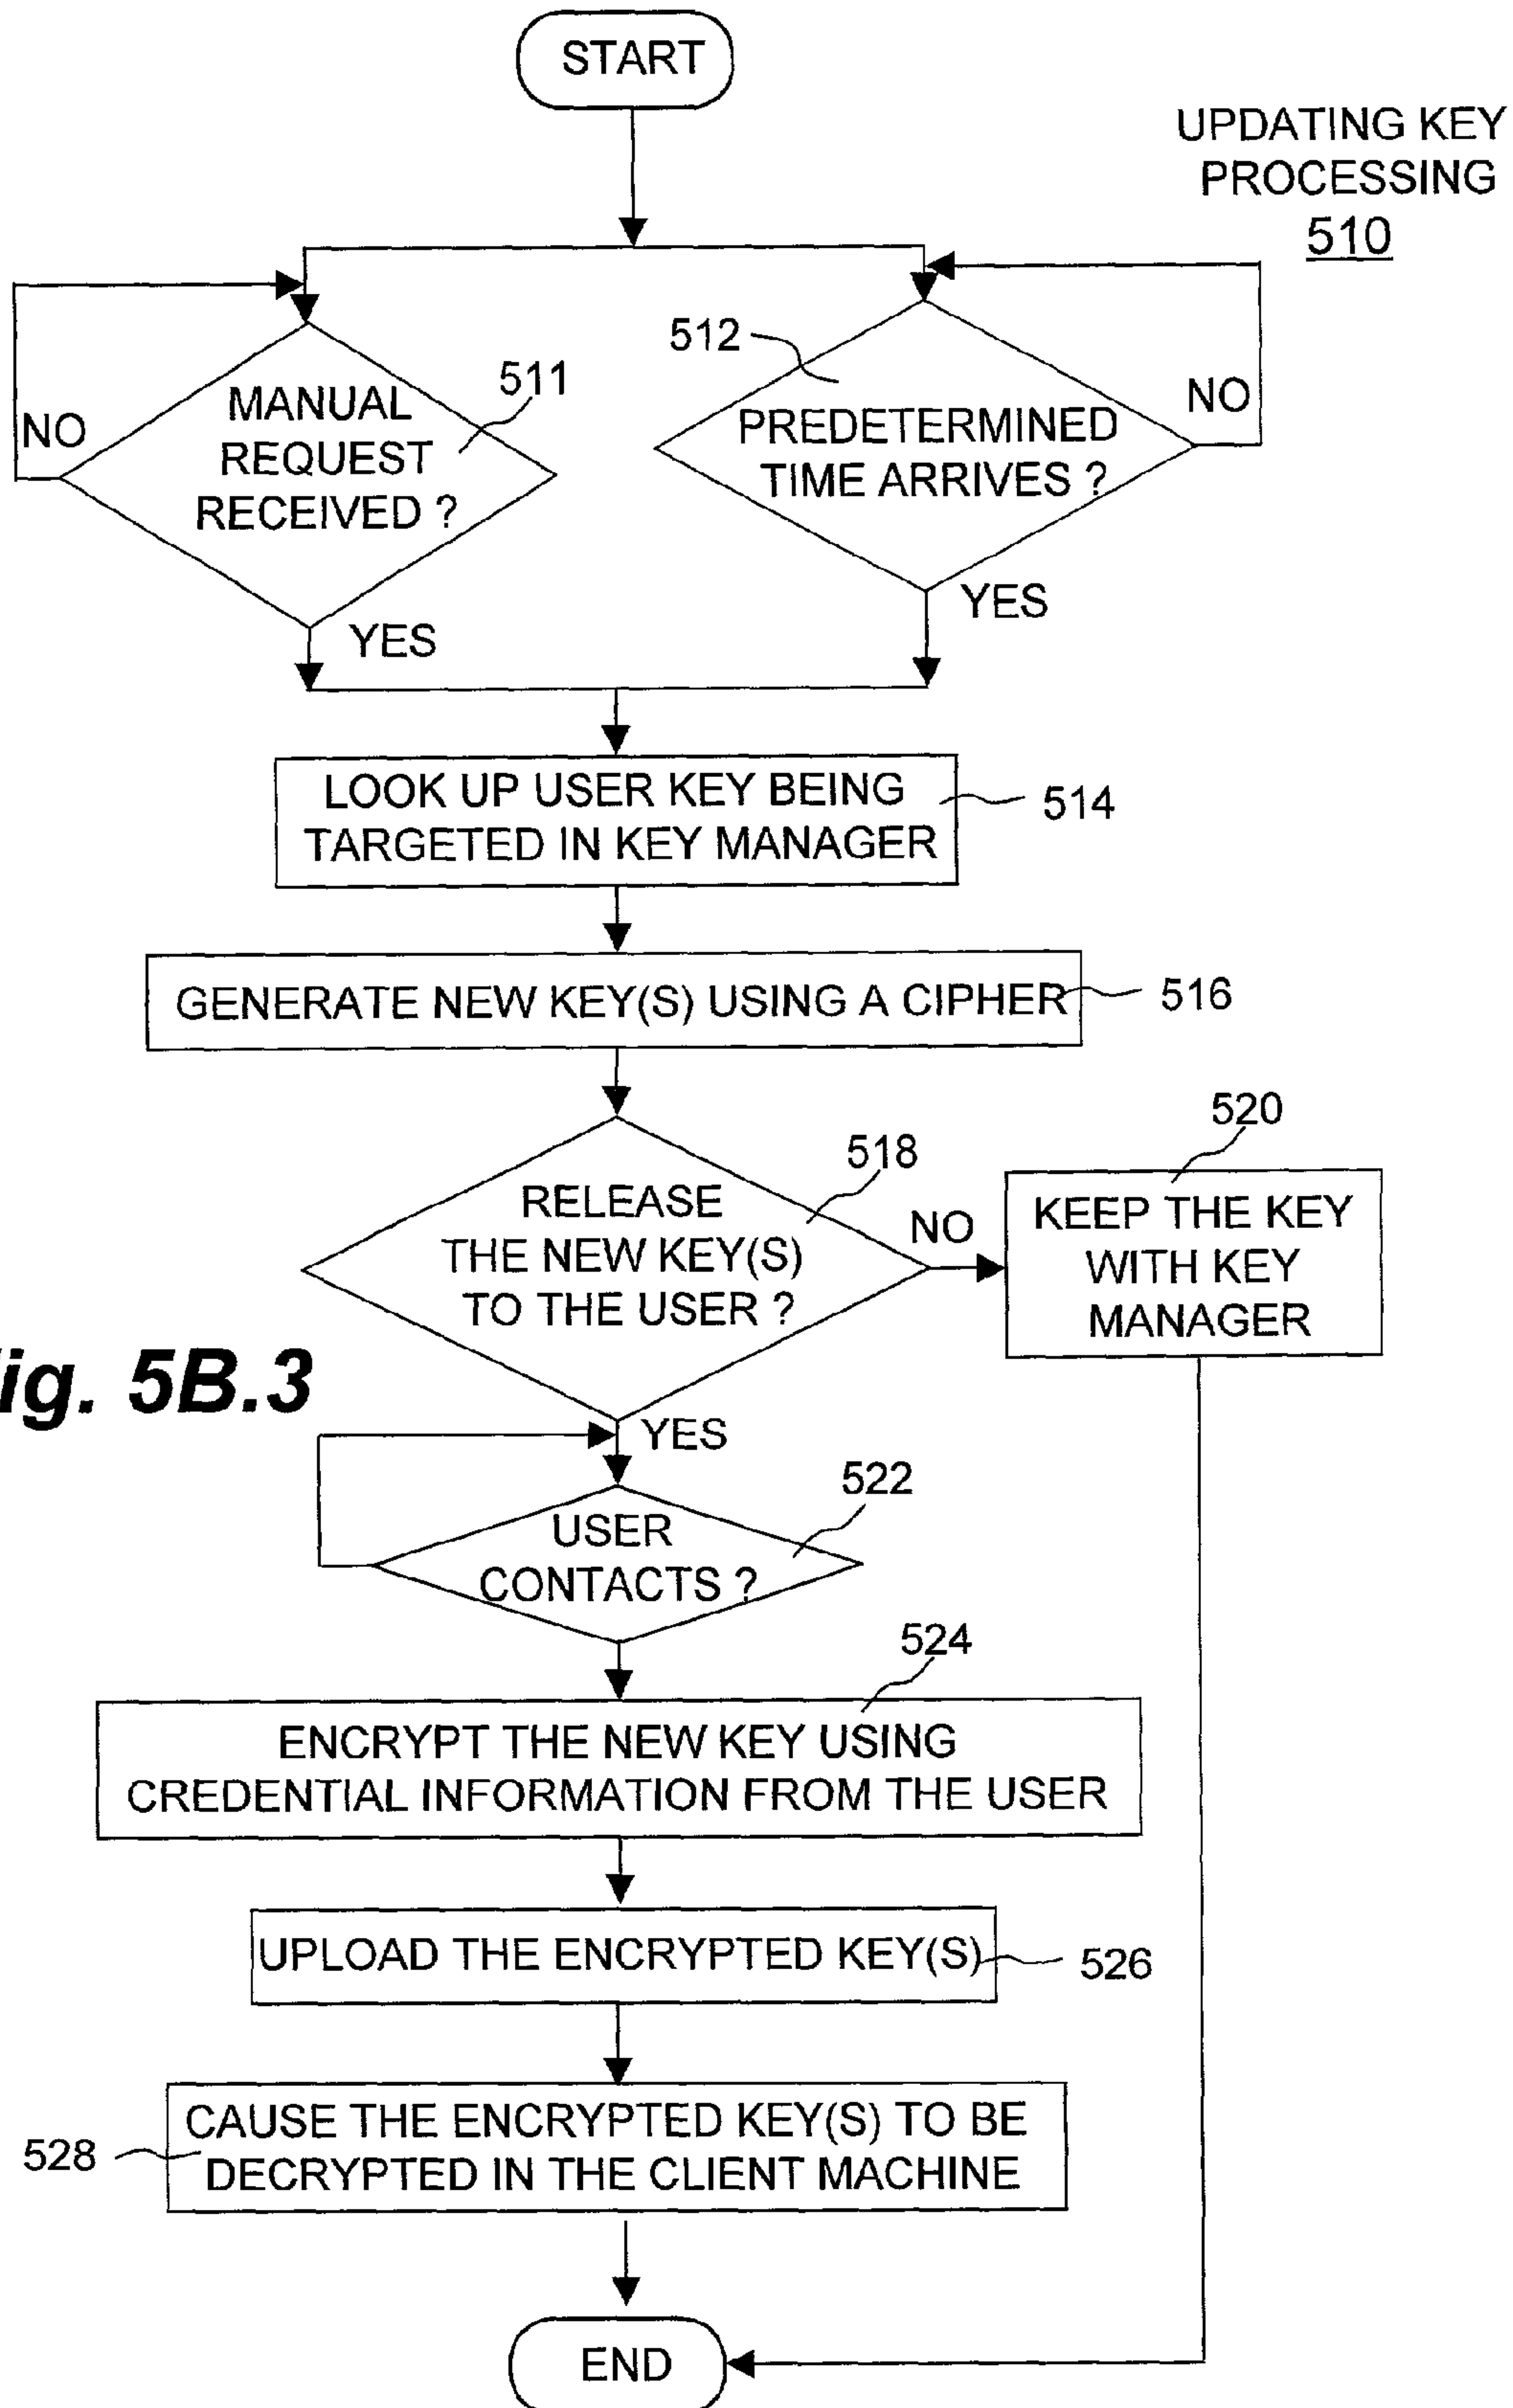 START
UPDATING KEY
PROCESSING
510
511
MANUAL
REQUEST
RECEIVED ?
NO
YES
512
PREDETERMINED
TIME ARRIVES ?
NO
YES
LOOK UP USER KEY BEING
TARGETED IN KEY MANAGER
514
GENERATE NEW KEY(S) USING A CIPHER
516
518
RELEASE
THE NEW KEY(S)
TO THE USER ?
NO
520
KEEP THE KEY
WITH KEY
MANAGER
ig. 5B.3
YES
522
USER
CONTACTS ?
524
ENCRYPT THE NEW KEY USING
CREDENTIAL INFORMATION FROM THE USER
UPLOAD THE ENCRYPTED KEY(S)
526
CAUSE THE ENCRYPTED KEY(S) TO BE
DECRYPTED IN THE CLIENT MACHINE
528
END